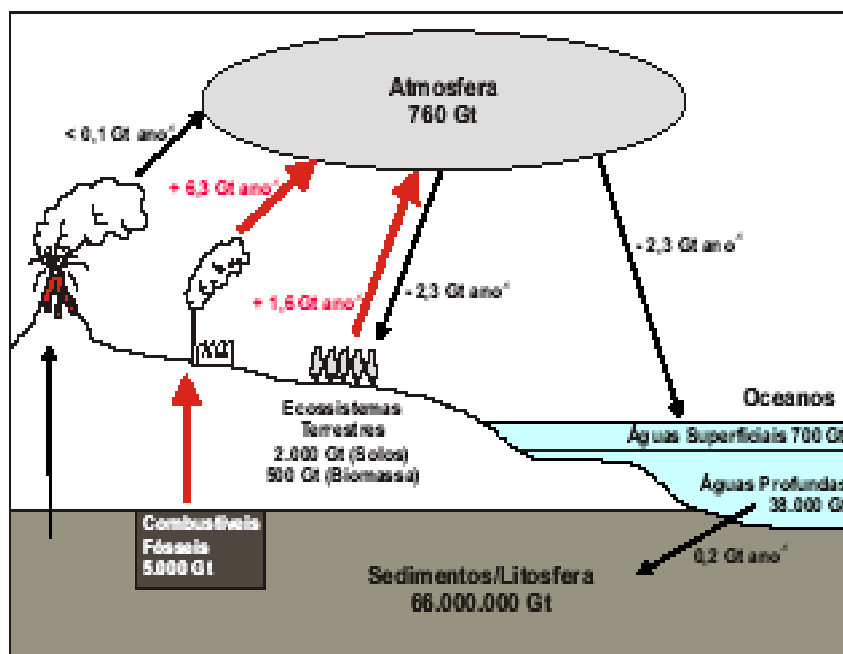 Atmosfera
760 Gt
< 0,1 Gt ano⁻¹
+ 6,3 Gt ano⁻¹
- 2,3 Gt ano⁻¹
+ 1,6 Gt ano⁻¹
- 2,3 Gt ano⁻¹
Oceanos
Ecossistemas
Terrestres
2.000 Gt (Solos)
500 Gt (Biomassa)
Águas Superficiais 700 Gt
Águas Profundas
38.000 Gt
Combustíveis
Fósseis
5.000 Gt
0,2 Gt ano⁻¹
Sedimentos/Litosfera
66.000.000 Gt